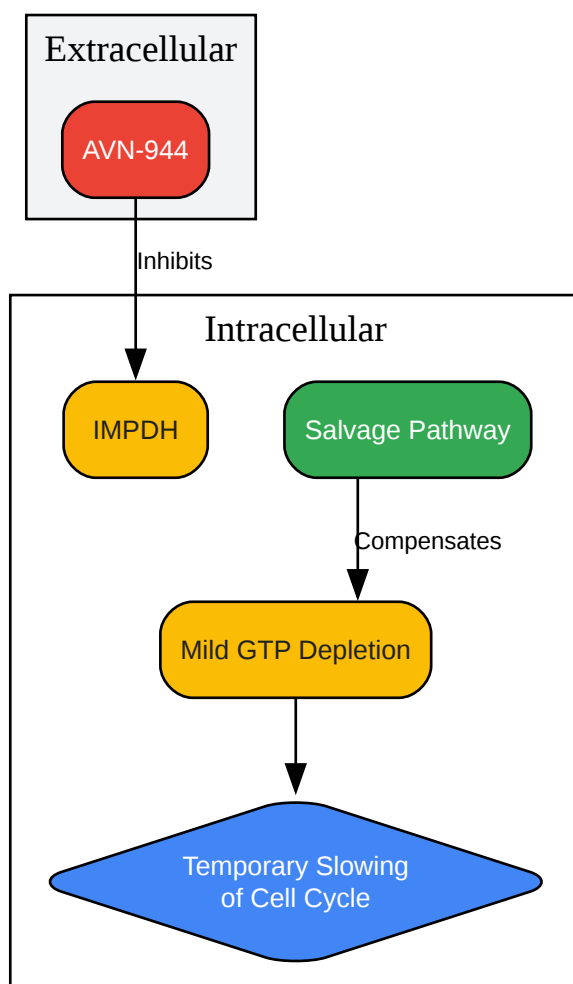 Extracellular
AVN-944
Inhibits
Intracellular
IMPDH
Salvage Pathway
Compensates
Mild GTP Depletion
Temporary Slowing
of Cell Cycle